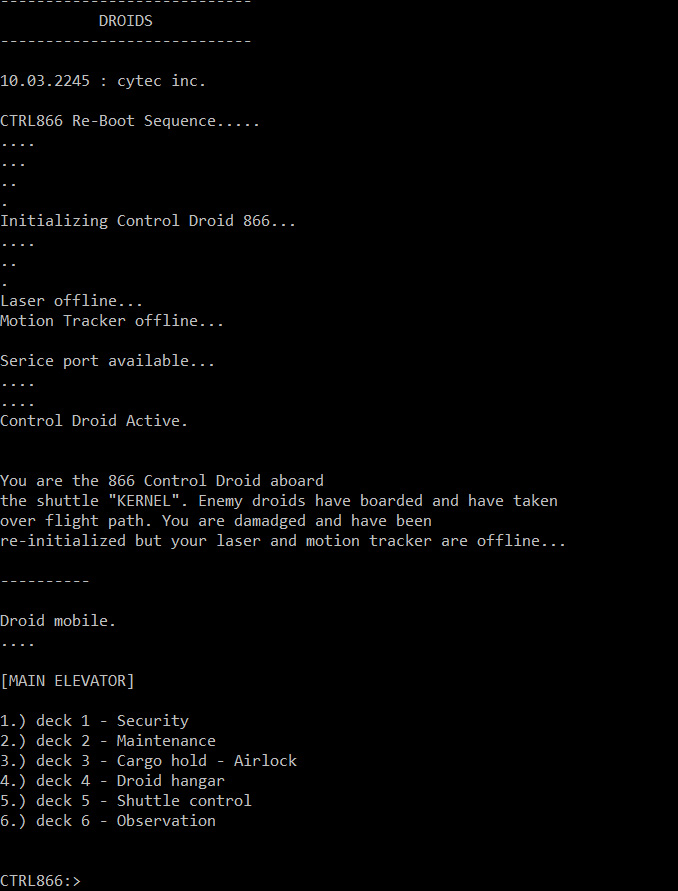 ----------------------------
DROIDS
----------------------------
10.03.2245 : cytec inc.
CTRL866 Re-Boot Sequence.....
....
...
..
.
Initializing Control Droid 866...
....
..
.
Laser offline...
Motion Tracker offline...
Serice port available...
....
....
Control Droid Active.
You are the 866 Control Droid aboard
the shuttle "KERNEL". Enemy droids have boarded and have taken
over flight path. You are damadged and have been
re-initialized but your laser and motion tracker are offline...
----------
Droid mobile.
....
[MAIN ELEVATOR]
1.) deck 1 - Security
2.) deck 2 - Maintenance
3.) deck 3 - Cargo hold - Airlock
4.) deck 4 - Droid hangar
5.) deck 5 - Shuttle control
6.) deck 6 - Observation
CTRL866:>